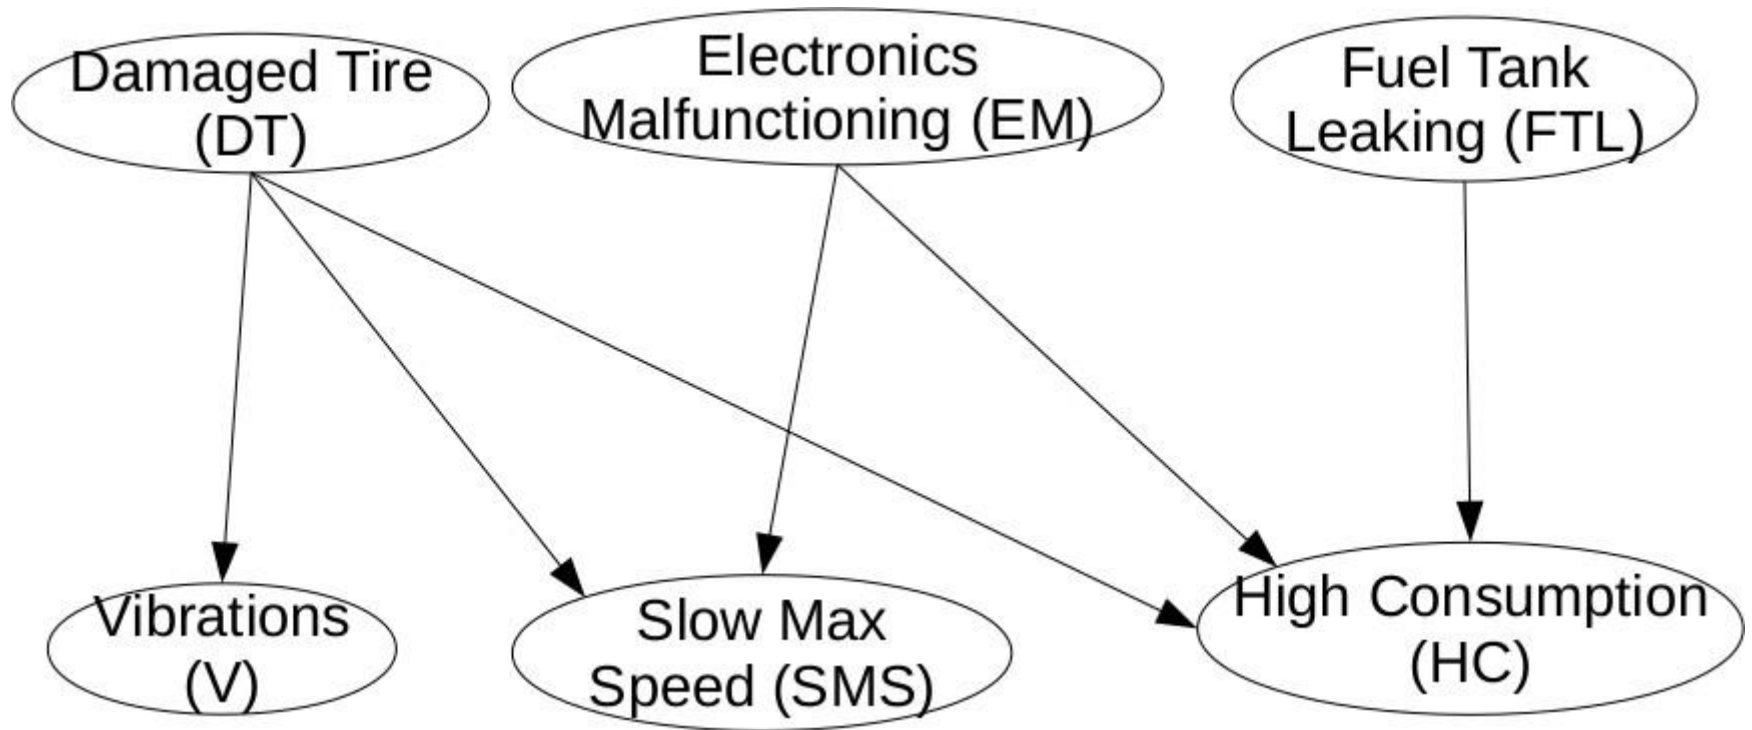 Damaged Tire
(DT)
Electronics
Malfunctioning (EM)
Fuel Tank
Leaking (FTL)
Vibrations
(V)
Slow Max
Speed (SMS)
High Consumption
(HC)